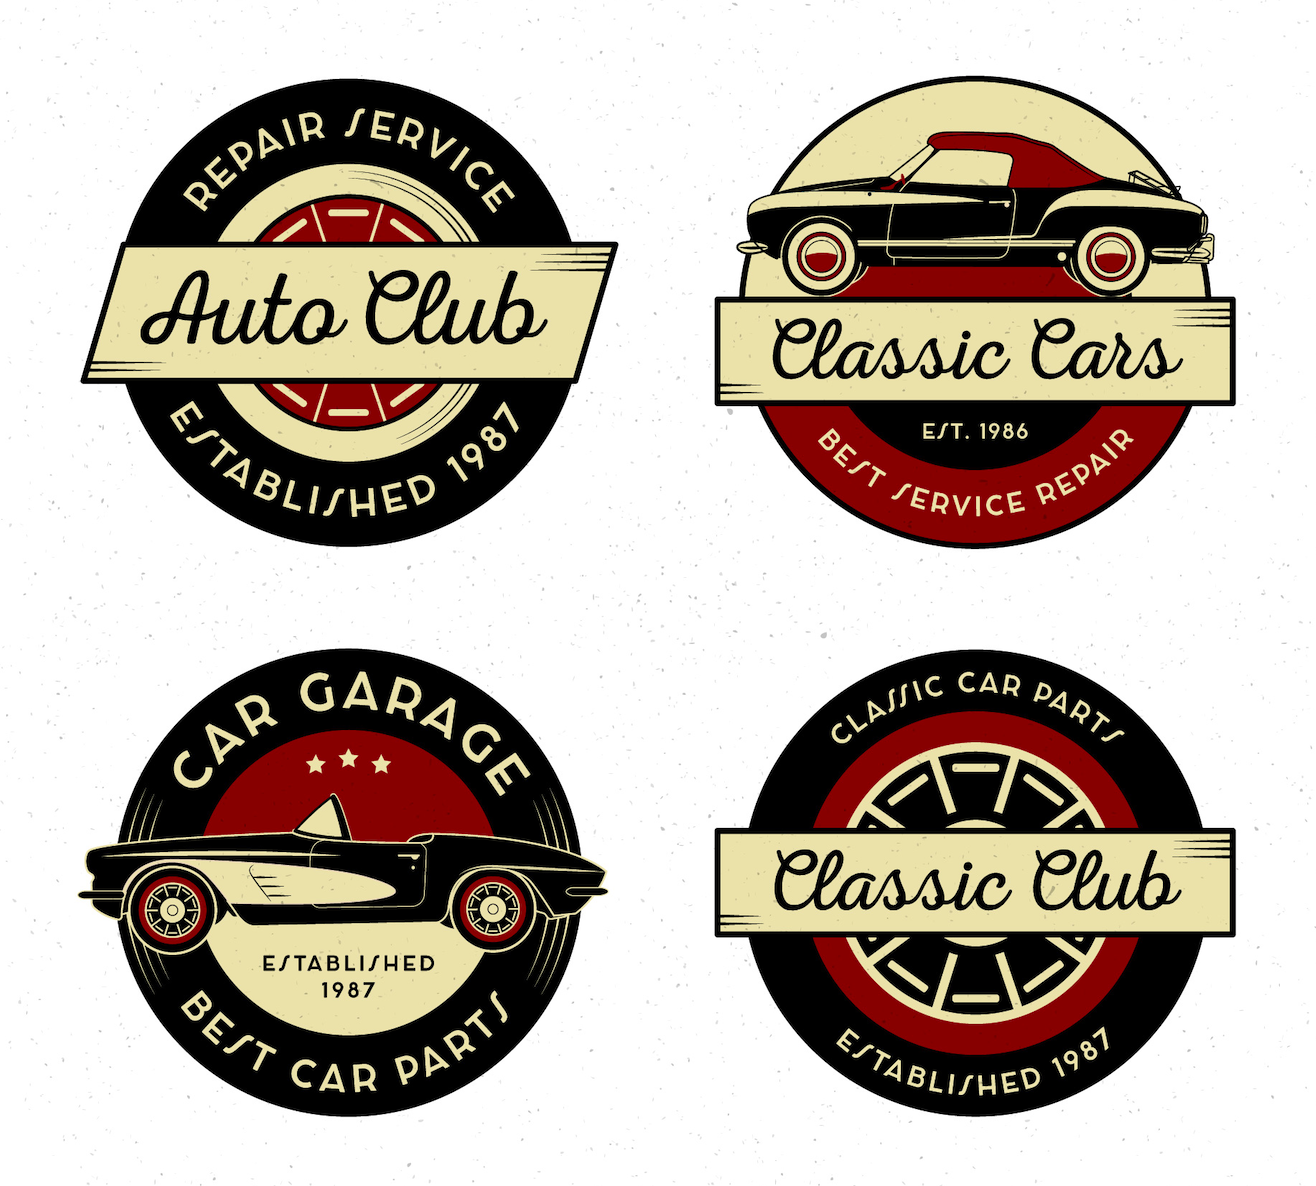 REPAIR SERVICE
Auto Club
ESTABLISHED 1987
Classic Cars
EST. 1986
BEST SERVICE REPAIR
CAR GARAGE
ESTABLISHED
1987
BEST CAR PARTS
CLASSIC CAR PARTS
Classic Club
ESTABLISHED 1987